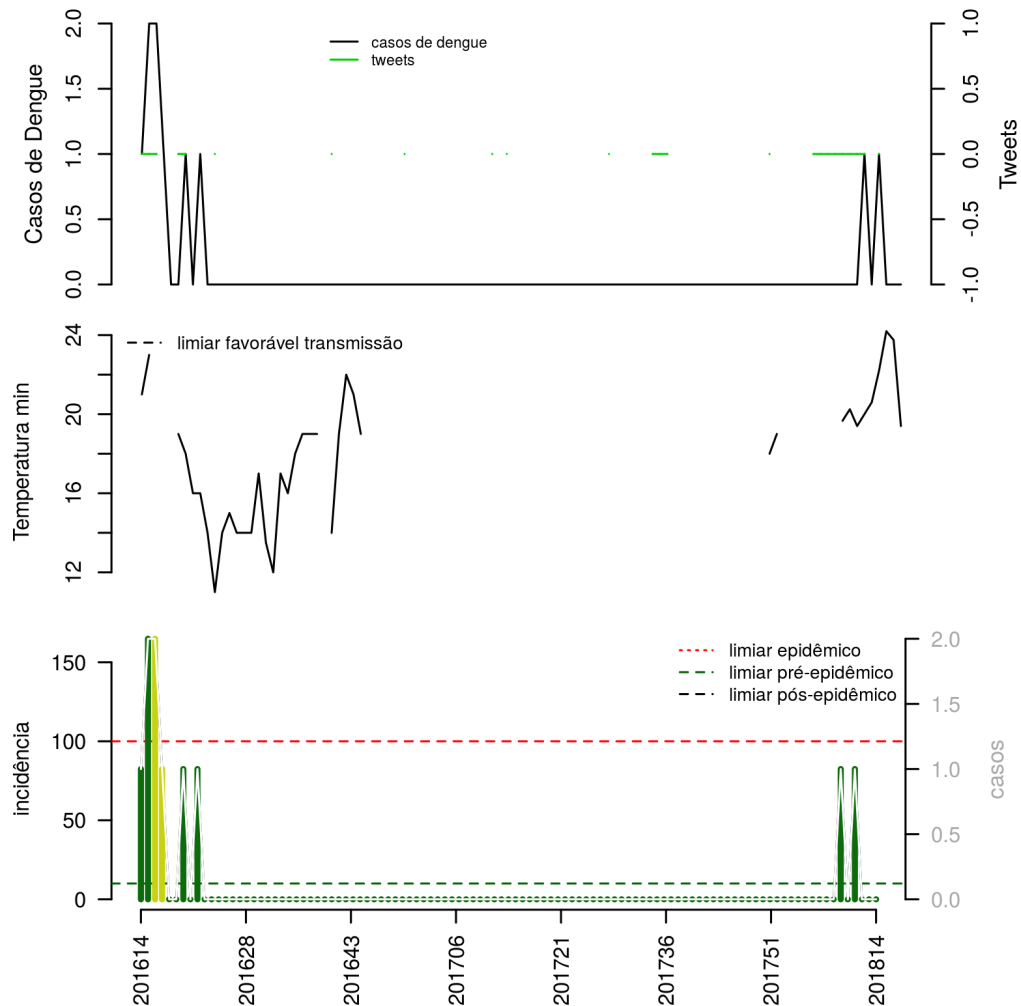 casos de dengue
tweets
Casos de Dengue
0.0 0.5 1.0 1.5 2.0
Tweets
-1.0 -0.5 0.0 0.5 1.0
limiar favorável transmissão
Temperatura min
12 16 20 24
limiar epidêmico
limiar pré-epidêmico
limiar pós-epidêmico
incidência
0 50 100 150
casos
0.0 0.5 1.0 1.5 2.0
201614 201628 201643 201706 201721 201736 201751 201814